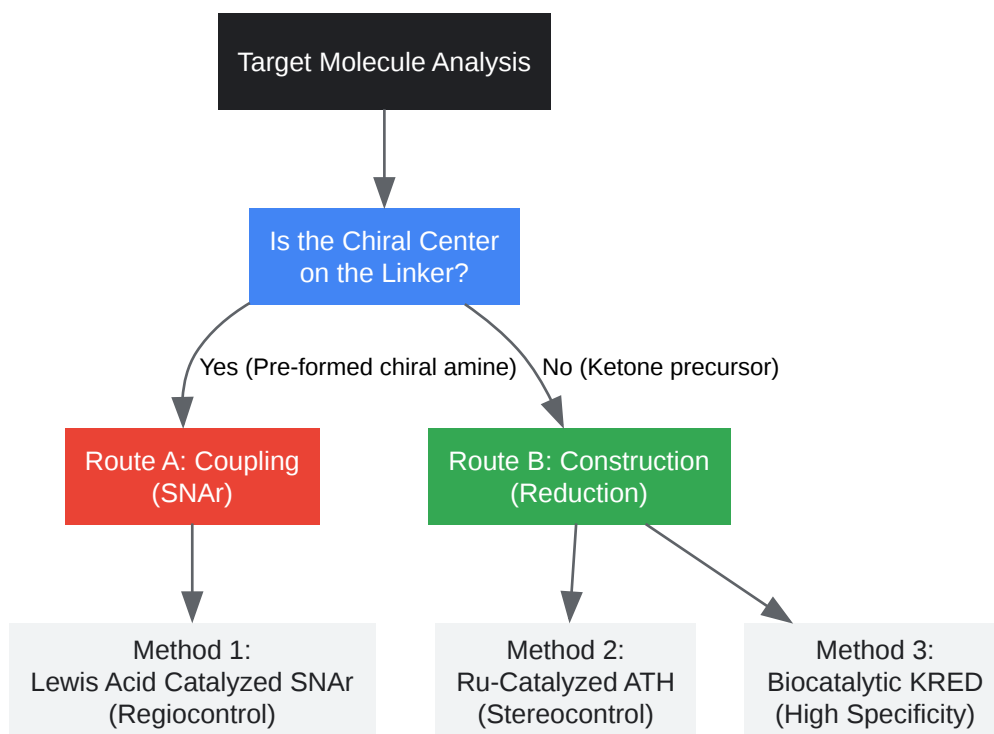 Target Molecule Analysis
Is the Chiral Center
on the Linker?
Yes (Pre-formed chiral amine)
No (Ketone precursor)
Route A: Coupling
(SNAr)
Route B: Construction
(Reduction)
Method 1:
Lewis Acid Catalyzed SNAr
(Regiocontrol)
Method 2:
Ru-Catalyzed ATH
(Stereocontrol)
Method 3:
Biocatalytic KRED
(High Specificity)